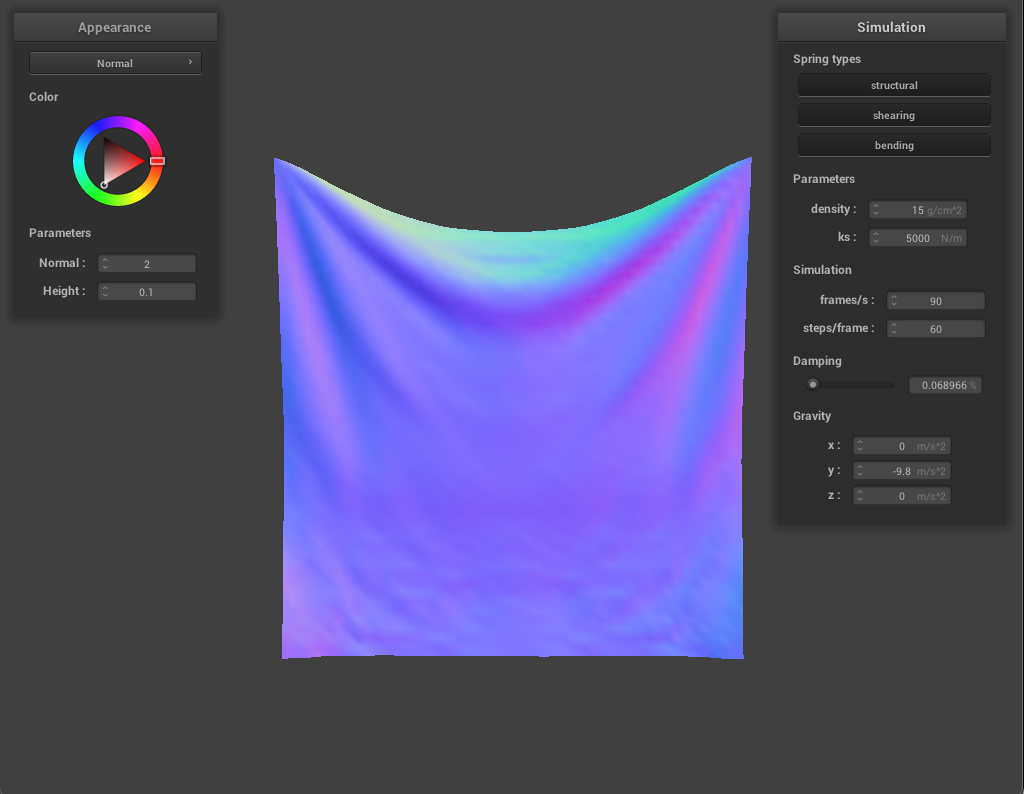 Appearance
Normal
Color
Parameters
Normal : 2
Height : 0.1
Simulation
Spring types
structural
shearing
bending
Parameters
density : 15 g/cm^2
ks : 5000 N/m
Simulation
frames/s : 90
steps/frame : 60
Damping
0.068966 %
Gravity
x : 0 m/s^2
y : -9.8 m/s^2
z : 0 m/s^2